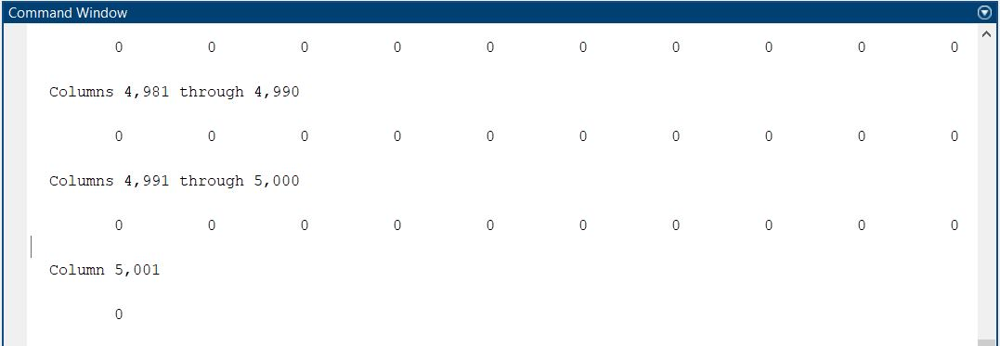 Command Window
0 0 0 0 0 0 0 0 0 0
Columns 4,981 through 4,990
0 0 0 0 0 0 0 0 0 0
Columns 4,991 through 5,000
0 0 0 0 0 0 0 0 0 0
Column 5,001
0